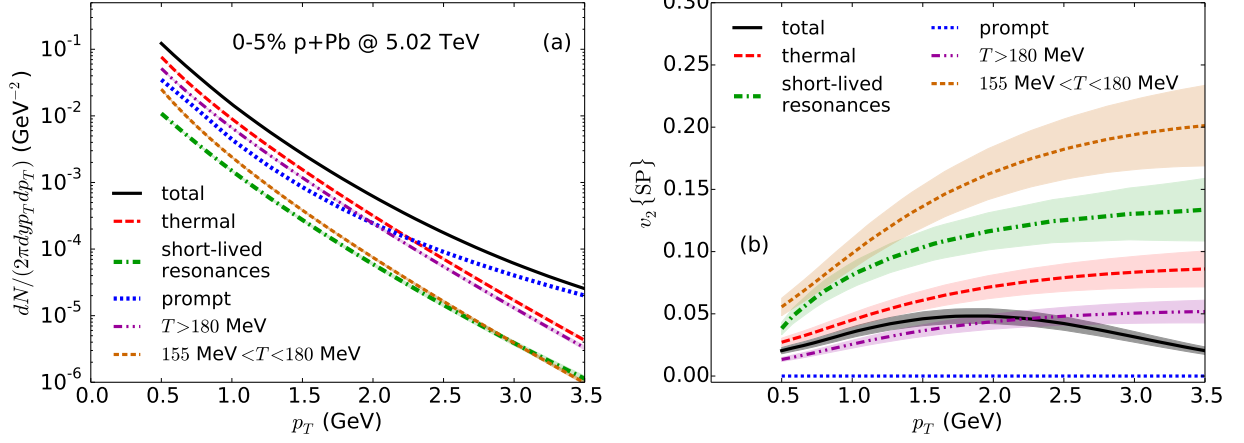 0-5% p+Pb @ 5.02 TeV (a)
10⁻¹
10⁻²
10⁻³
10⁻⁴
10⁻⁵
10⁻⁶
dN/(2πdyp_T dp_T) (GeV⁻²)
total
thermal
short-lived
resonances
prompt
T>180 MeV
155 MeV<T<180 MeV
0.0 0.5 1.0 1.5 2.0 2.5 3.0 3.5
p_T (GeV)
0.30
0.25
0.20
0.15
0.10
0.05
0.00
v₂{SP}
total
thermal
short-lived
resonances
prompt
T>180 MeV
155 MeV<T<180 MeV
(b)
0.5 1.0 1.5 2.0 2.5 3.0 3.5
p_T (GeV)